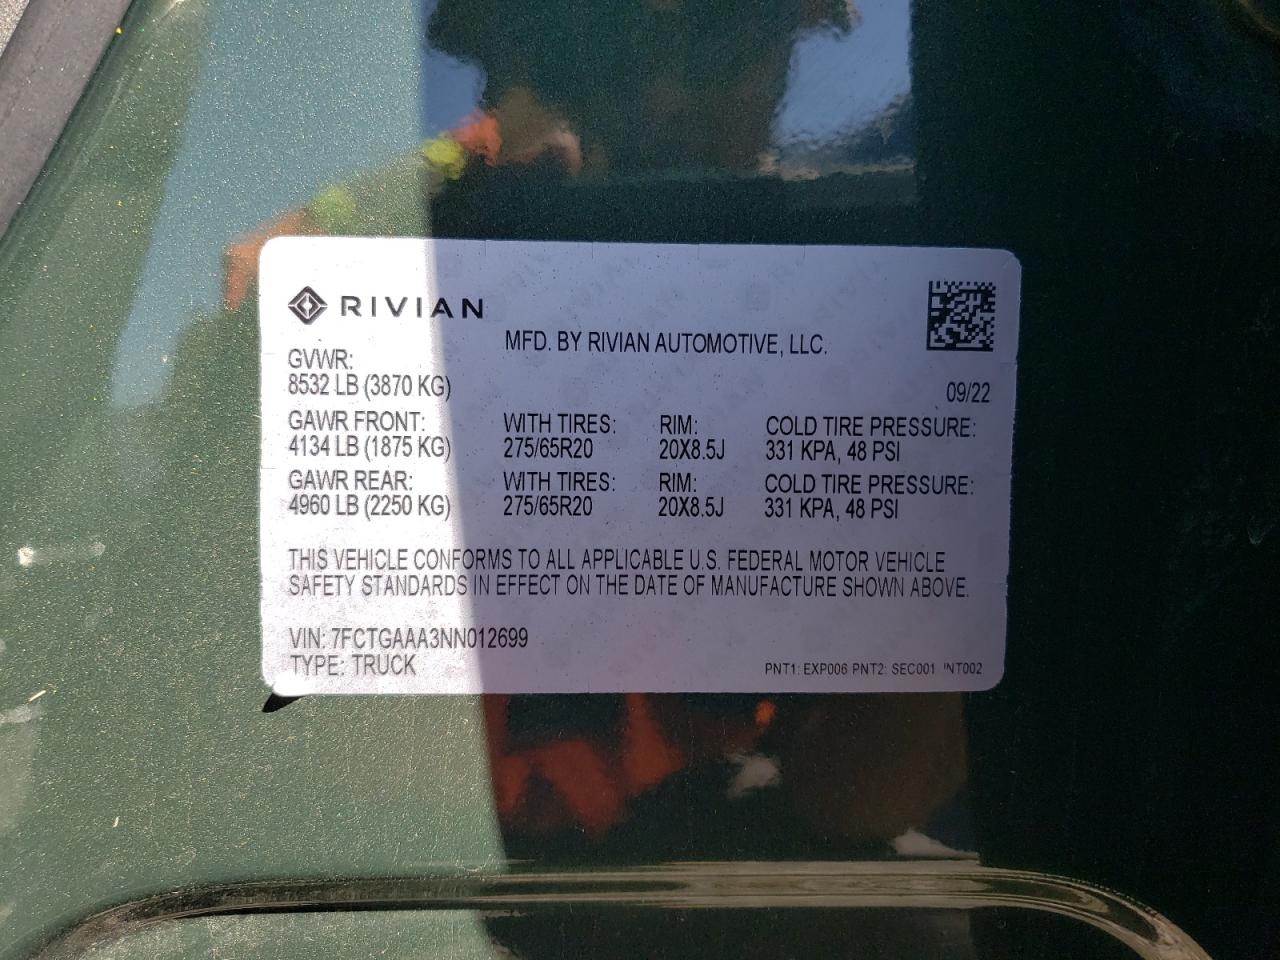 RIVIAN
MFD. BY RIVIAN AUTOMOTIVE, LLC.
GVWR:
8532 LB (3870 KG)
09/22
GAWR FRONT: WITH TIRES: RIM: COLD TIRE PRESSURE:
4134 LB (1875 KG) 275/65R20 20X8.5J 331 KPA, 48 PSI
GAWR REAR: WITH TIRES: RIM: COLD TIRE PRESSURE:
4960 LB (2250 KG) 275/65R20 20X8.5J 331 KPA, 48 PSI
THIS VEHICLE CONFORMS TO ALL APPLICABLE U.S. FEDERAL MOTOR VEHICLE
SAFETY STANDARDS IN EFFECT ON THE DATE OF MANUFACTURE SHOWN ABOVE.
VIN: 7FCTGAAA3NN012699
TYPE: TRUCK
PNT1: EXP006 PNT2: SEC001